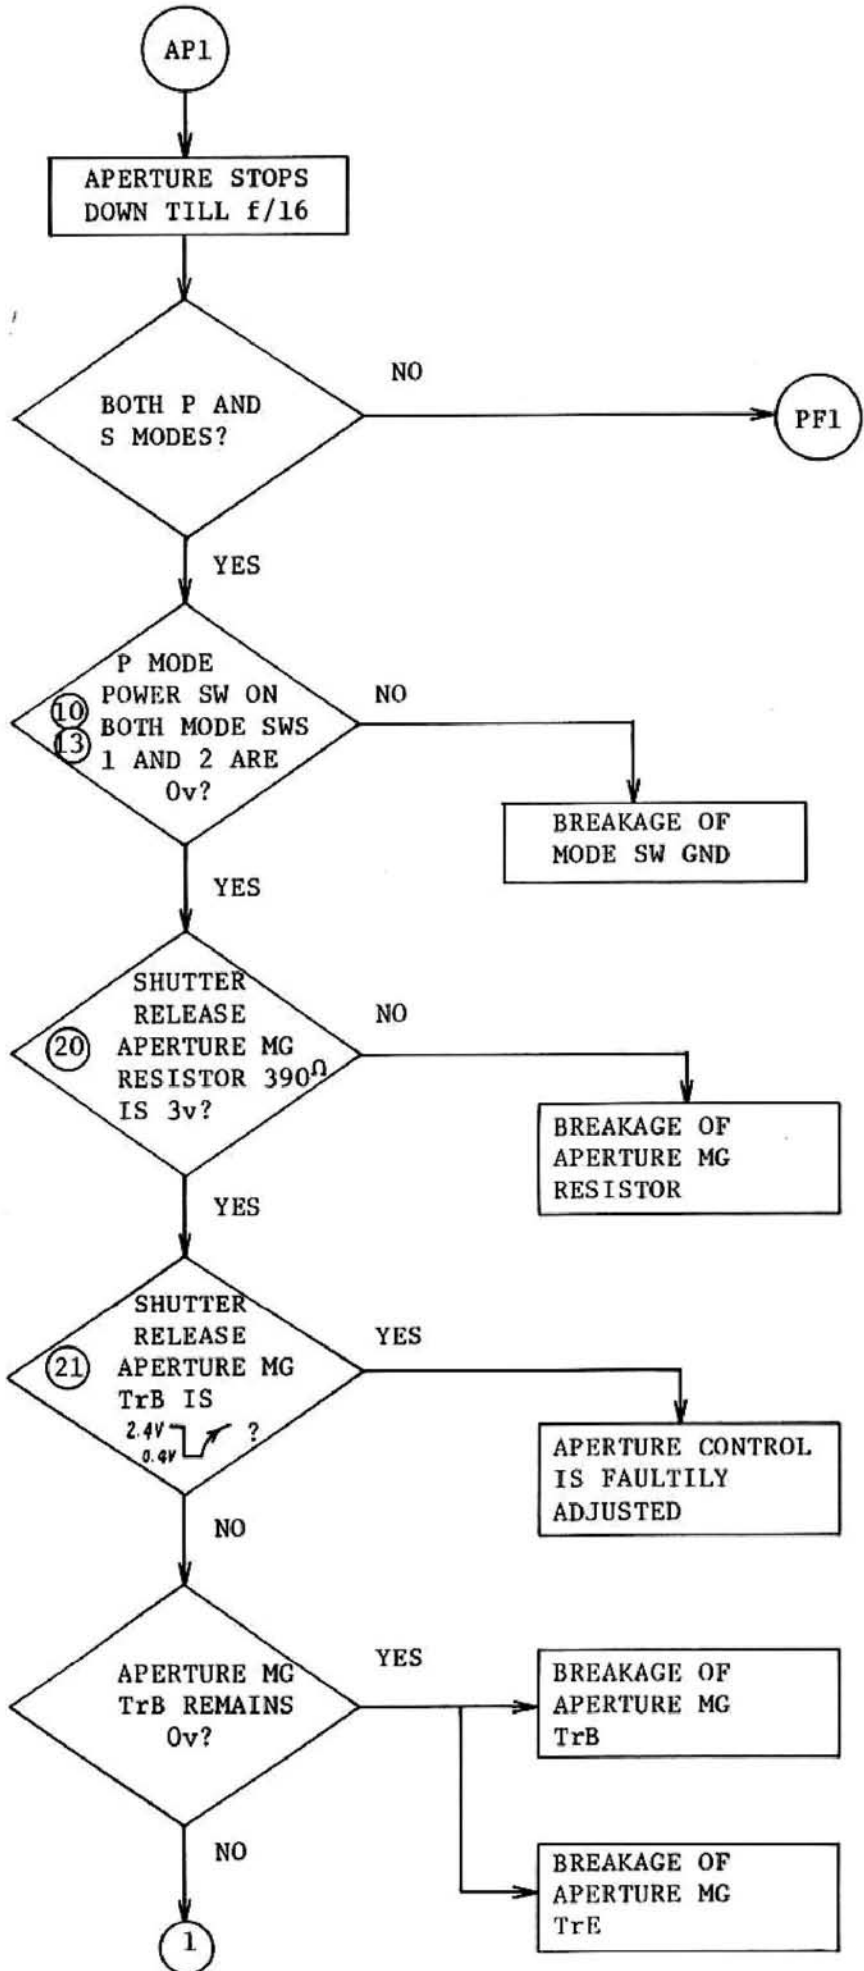 AP1
APERTURE STOPS
DOWN TILL f/16
BOTH P AND
S MODES?
NO
PF1
YES
P MODE
POWER SW ON
10
BOTH MODE SWS
13
1 AND 2 ARE
0v?
NO
BREAKAGE OF
MODE SW GND
YES
SHUTTER
RELEASE
20
APERTURE MG
RESISTOR 390Ω
IS 3v?
NO
BREAKAGE OF
APERTURE MG
RESISTOR
YES
SHUTTER
RELEASE
21
APERTURE MG
TrB IS
2.4V
0.4V
?
YES
APERTURE CONTROL
IS FAULTILY
ADJUSTED
NO
APERTURE MG
TrB REMAINS
0v?
YES
BREAKAGE OF
APERTURE MG
TrB
BREAKAGE OF
APERTURE MG
TrE
NO
1